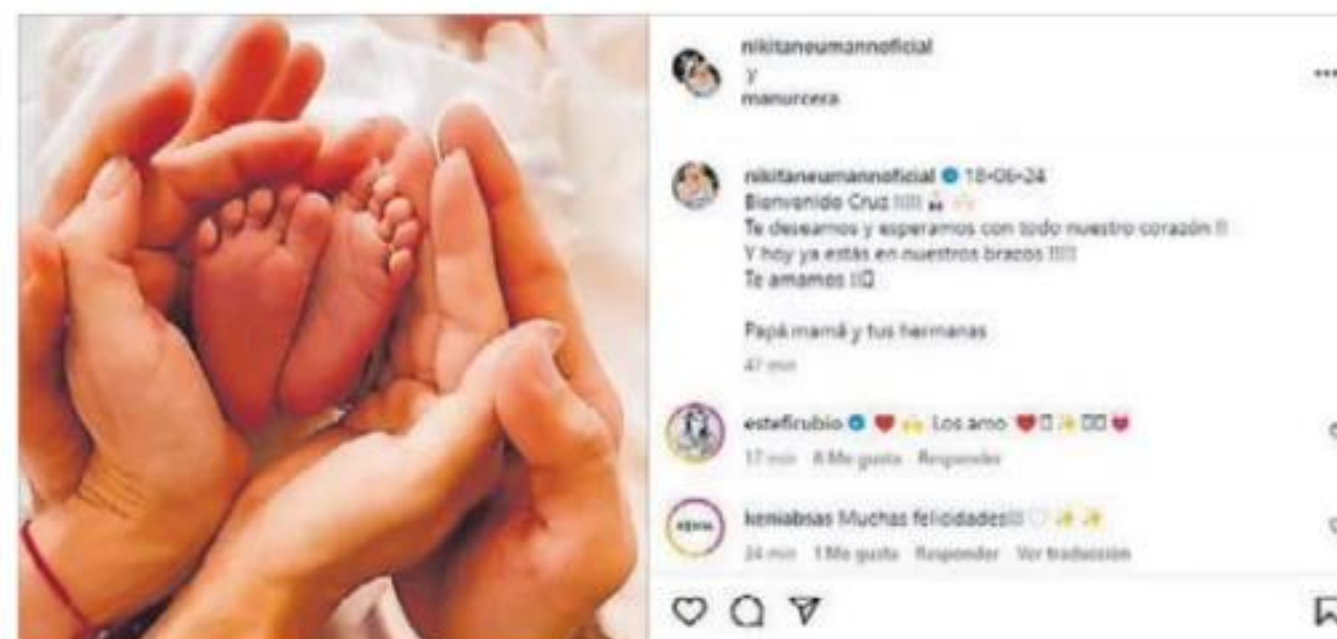 nikitaneumannoficial
y
manurcera
nikitaneumannoficial 18-06-24
Bienvenido Cruz !!!!!
Te deseamos y esperamos con todo nuestro corazón !!
Y hoy ya estás en nuestros brazos !!!!!
Te amamos !!
Papá mamá y tus hermanas
47 min
estefirubio ❤️ 🙌🏻 Los amo ❤️ ✨ 💗
17 min 8 Me gusta Responder
KENIA
keniabsas Muchas felicidades!!! 🤍 ✨ ✨
34 min 1 Me gusta Responder Ver traducción